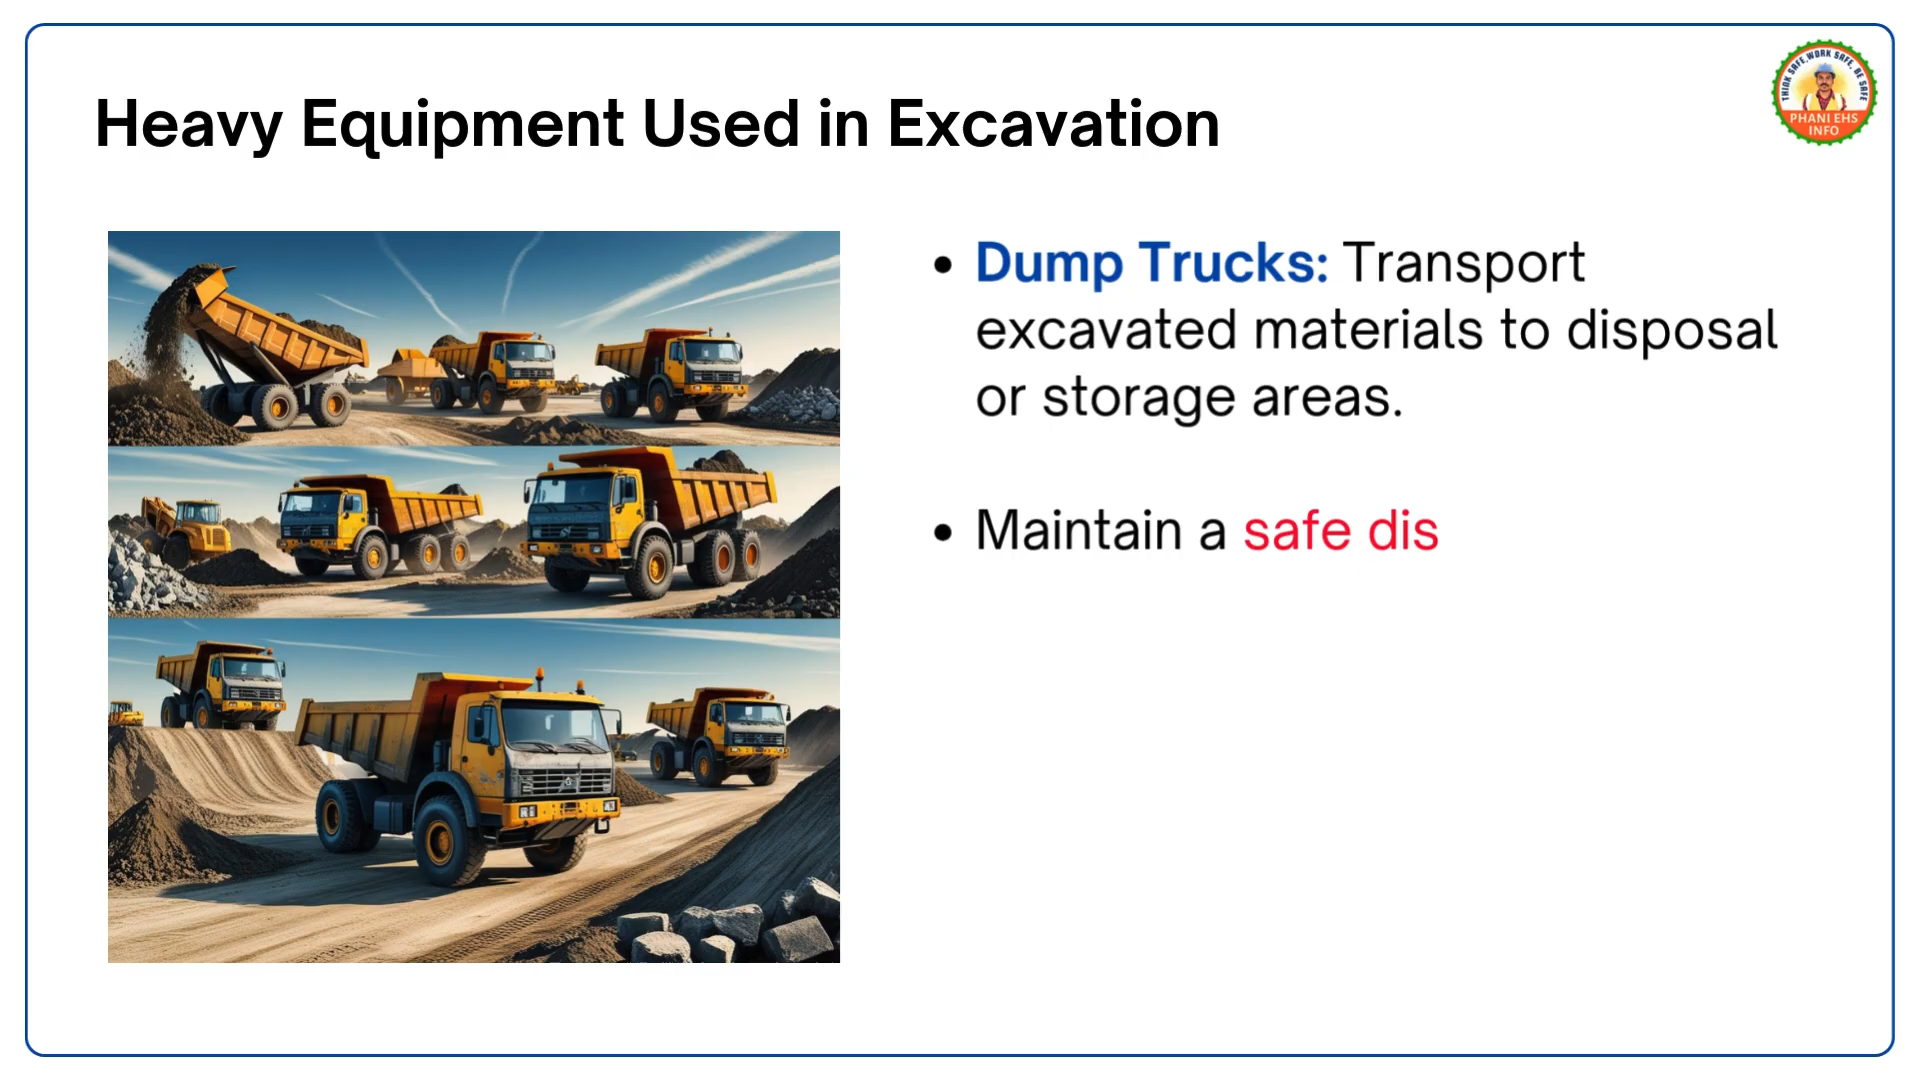 Heavy Equipment Used in Excavation
THINK SAFE, WORK SAFE, BE SAFE
PHANI EHS
INFO
• Dump Trucks: Transport
excavated materials to disposal
or storage areas.
• Maintain a safe dis